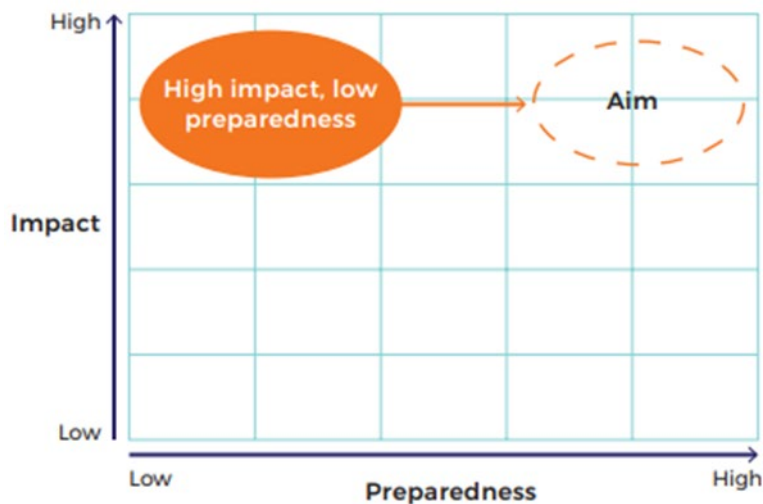 High
High impact, low
preparedness
Aim
Impact
Low
Low
Preparedness
High